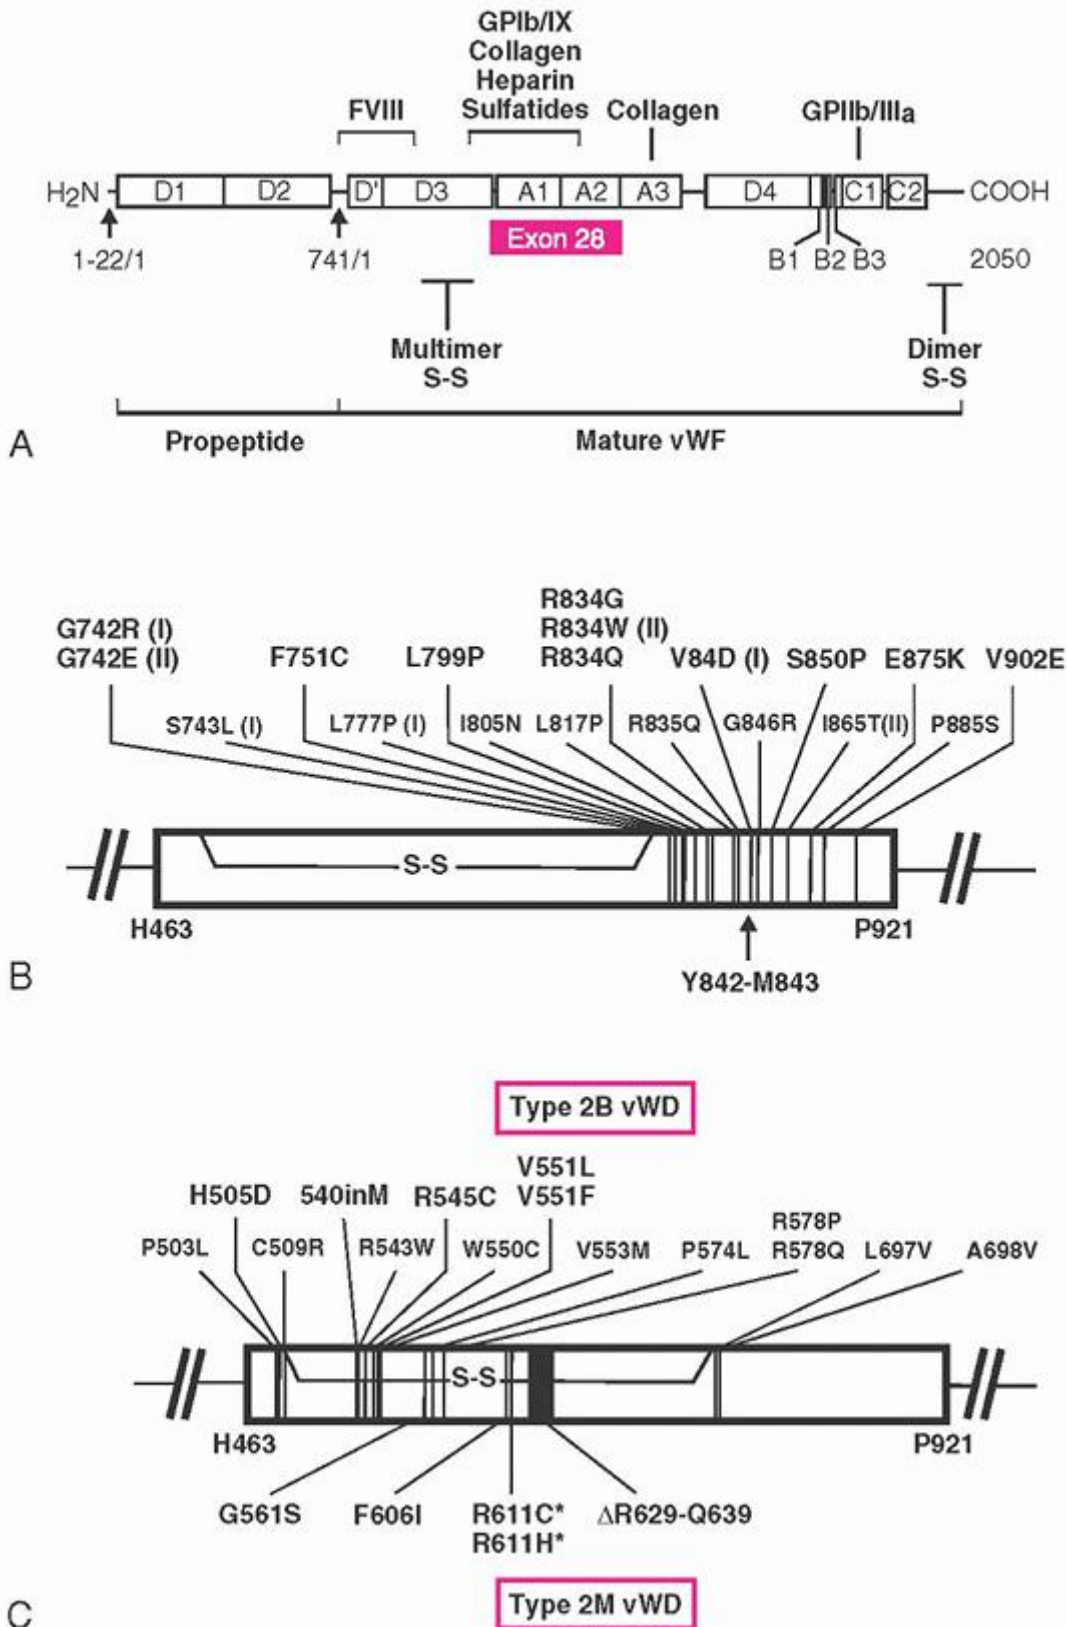 GPIb/IX
Collagen
Heparin
FVIII Sulfatides Collagen GPIIb/IIIa
H2N D1 D2 D' D3 A1 A2 A3 D4 C1 C2 COOH
Exon 28
1-22/1 741/1 B1 B2 B3 2050
Multimer Dimer
S-S S-S
A Propeptide Mature vWF
R834G
G742R (I) R834W (II)
G742E (II) F751C L799P R834Q V84D (I) S850P E875K V902E
S743L (I) L777P (I) I805N L817P R835Q G846R I865T(II) P885S
S-S
H463 P921
B Y842-M843
Type 2B vWD
V551L
H505D 540inM R545C V551F
R578P
P503L C509R R543W W550C V553M P574L R578Q L697V A698V
S-S
H463 P921
G561S F606I R611C* ΔR629-Q639
R611H*
C Type 2M vWD